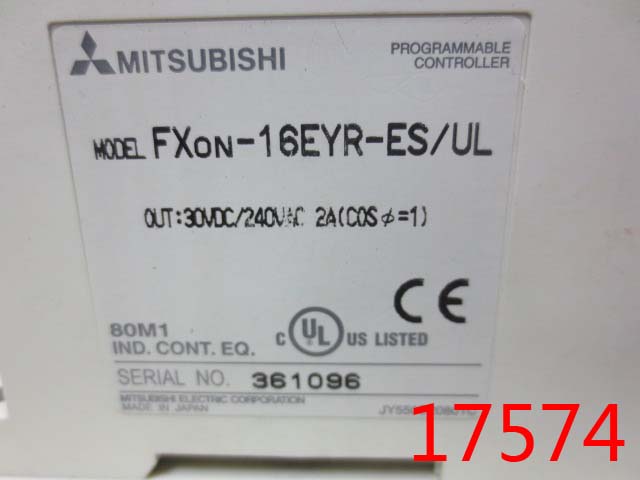 MITSUBISHI
PROGRAMMABLE
CONTROLLER
MODEL FXON-16EYR-ES/UL
OUT:30VDC/240VAC 2A(COSφ=1)
CE
80M1
IND. CONT. EQ.
C UL US LISTED
SERIAL NO. 361096
MITSUBISHI ELECTRIC CORPORATION
MADE IN JAPAN
17574